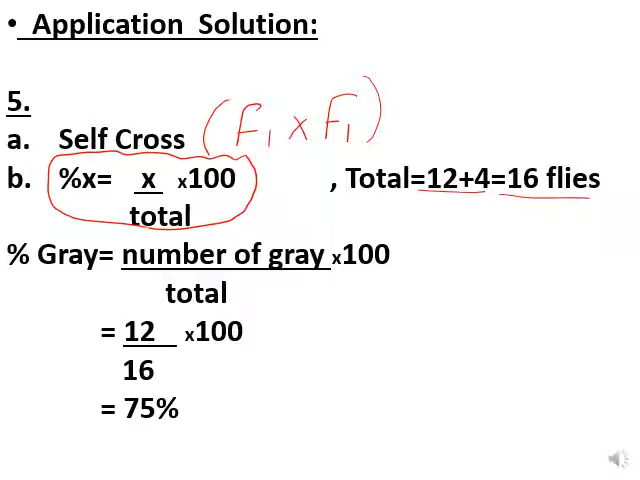 • Application Solution:
5.
a. Self Cross (F₁ x F₁)
b. %x= x x100 , Total=12+4=16 flies
total
% Gray= number of gray x100
total
= 12 x100
16
= 75%